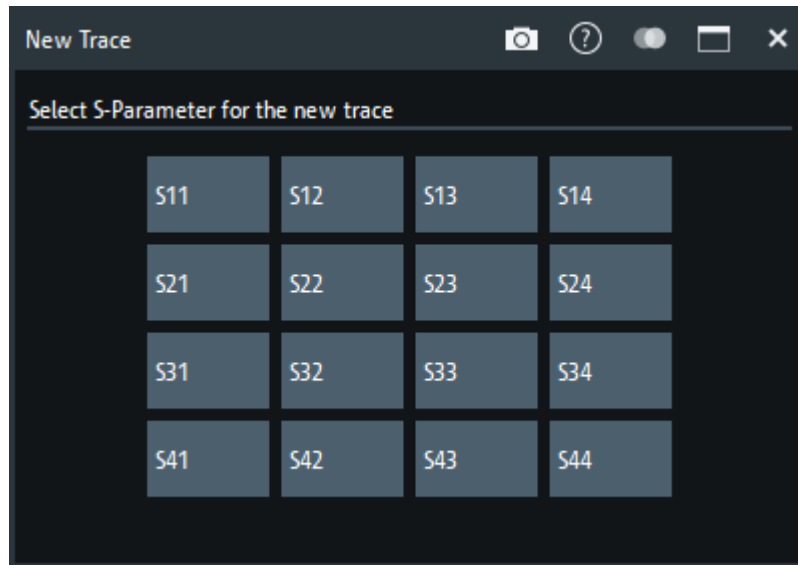 New Trace
Select S-Parameter for the new trace
S11 S12 S13 S14
S21 S22 S23 S24
S31 S32 S33 S34
S41 S42 S43 S44